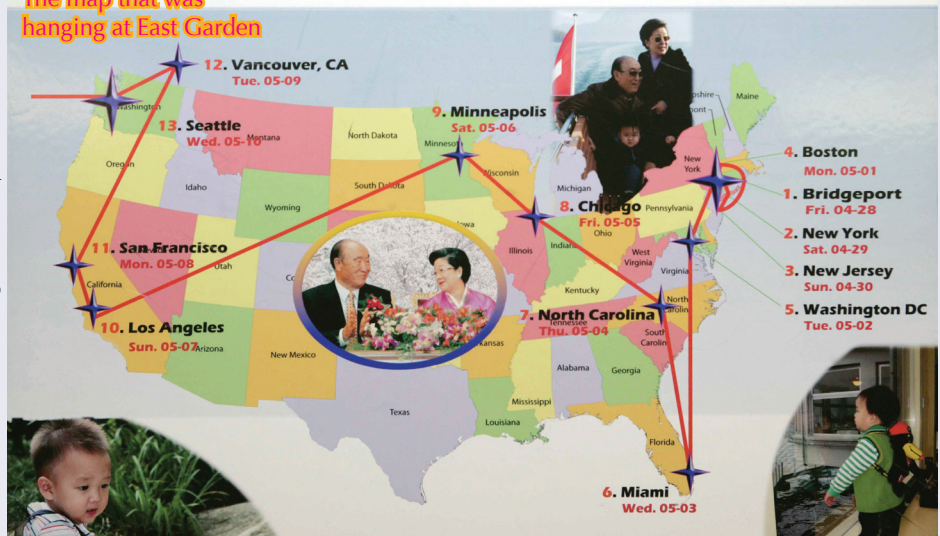 The map that was
hanging at East Garden
12. Vancouver, CA
Tue. 05-09
Washington
13. Seattle
Wed. 05-10
Montana
North Dakota
9. Minneapolis
Sat. 05-06
Minnesota
Maine
New York
4. Boston
Mon. 05-01
1. Bridgeport
Fri. 04-28
2. New York
Sat. 04-29
3. New Jersey
Sun. 04-30
5. Washington DC
Tue. 05-02
Oregon
Idaho
Wyoming
South Dakota
Wisconsin
Michigan
8. Chicago
Fri. 05-05
Pennsylvania
Ohio
Illinois
Indiana
West
Virginia
Virginia
Kentucky
11. San Francisco
Mon. 05-08
Utah
California
10. Los Angeles
Sun. 05-07
Arizona
New Mexico
7. North Carolina
Thu. 05-04
Tennessee
North
Carolina
South
Carolina
Alabama
Georgia
Mississippi
Texas
Louisiana
Florida
6. Miami
Wed. 05-03